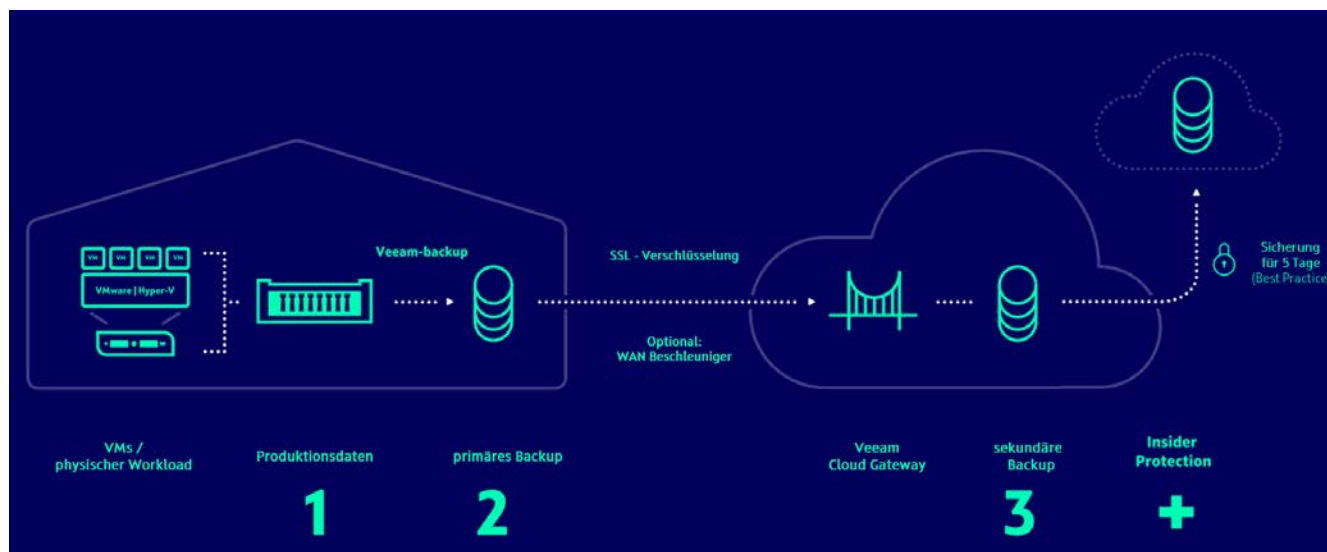 VM VM VM VM
VMware | Hyper-V
Veeam-backup
SSL - Verschlüsselung
Optional:
WAN Beschleuniger
Sicherung
für 5 Tage
(Best Practice
VMs /
physischer Workload
Produktionsdaten
primäres Backup
Veeam
Cloud Gateway
sekundäre
Backup
Insider
Protection
1
2
3
+